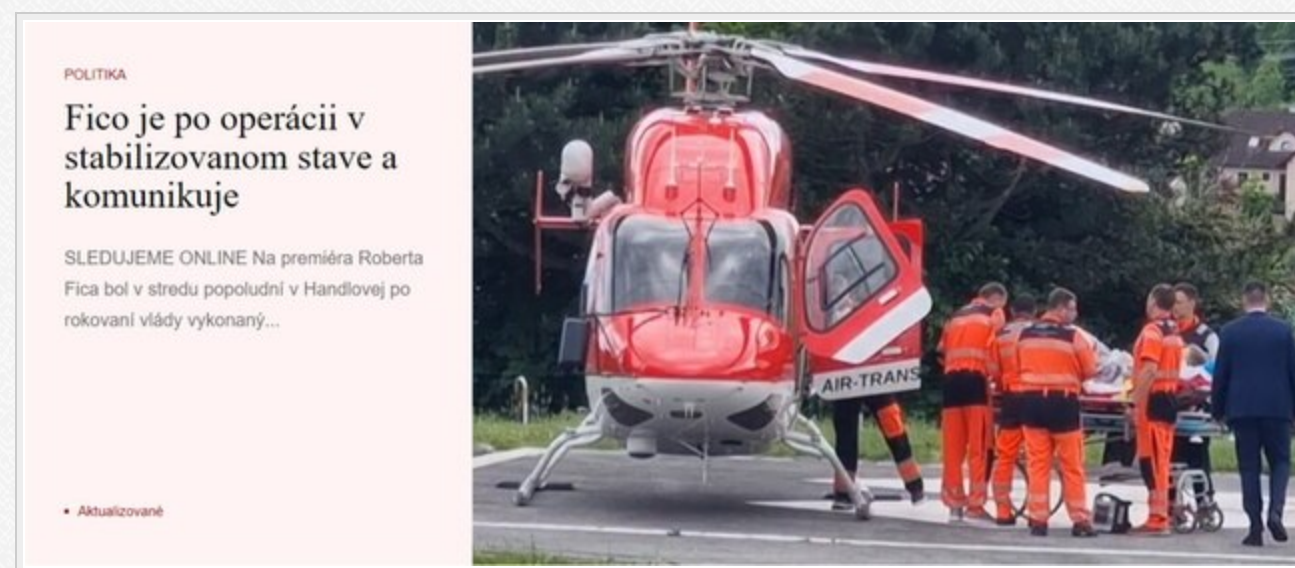 POLITIKA
Fico je po operácii v
stabilizovanom stave a
komunikuje
SLEDUJEME ONLINE Na premiéra Roberta
Fica bol v stredu popoludní v Handlovej po
rokovaní vlády vykonaný...
Aktualizované
AIR-TRANS